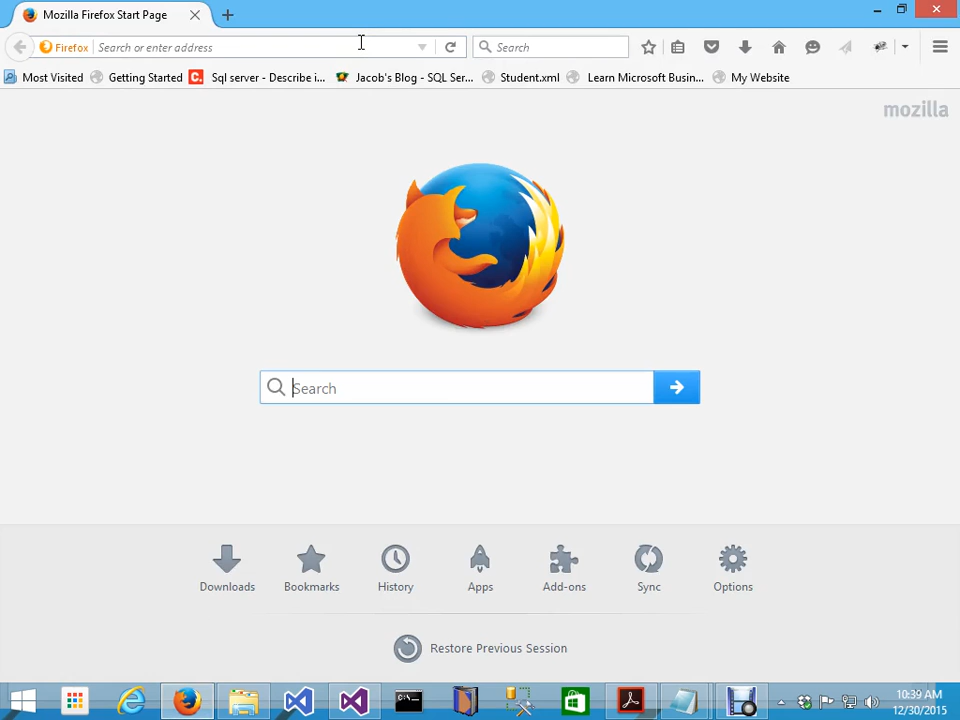 Mozilla Firefox Start Page
Firefox Search or enter address Search
Most Visited Getting Started Sql server - Describe i... Jacob's Blog - SQL Ser... Student.xml Learn Microsoft Busin... My Website
mozilla
Search
Downloads Bookmarks History Apps Add-ons Sync Options
Restore Previous Session
10:39 AM
12/30/2015